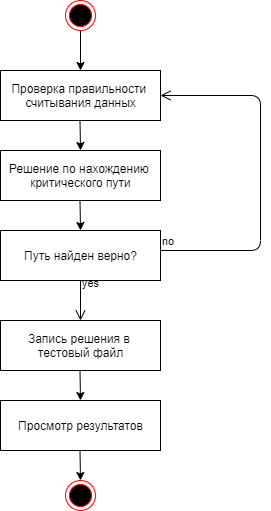 Проверка правильности
считывания данных
Решение по нахождению
критического пути
Путь найден верно?
no
yes
Запись решения в
тестовый файл
Просмотр результатов